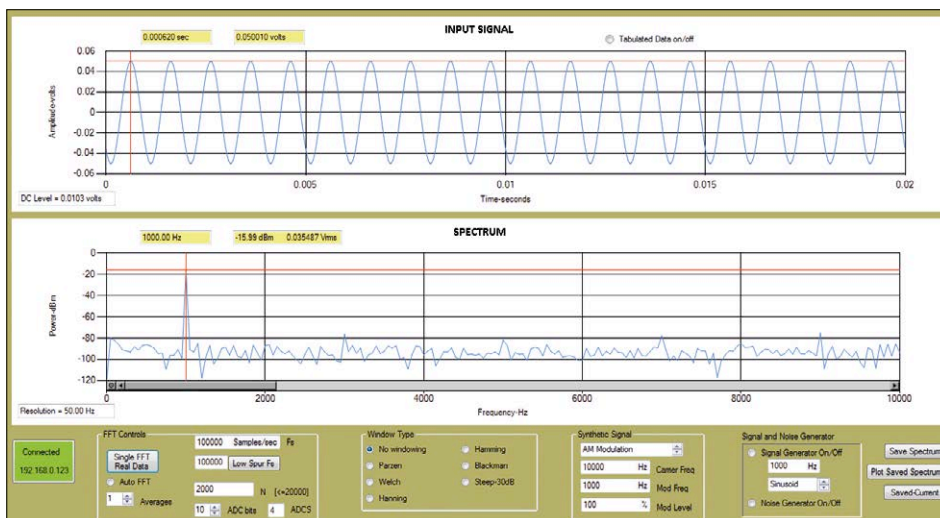 INPUT SIGNAL
0.000620 sec
0.050010 volts
Tabulated Data on/off
Amplitude-volts
0.06
0.04
0.02
0
-0.02
-0.04
-0.06
0
0.005
0.01
0.015
0.02
DC Level = 0.0103 volts
Time-seconds
SPECTRUM
1000.00 Hz
-15.99 dBm 0.035487 Vrms
Power-dBm
0
-20
-40
-60
-80
-100
-120
2000
4000
6000
8000
10000
Resolution = 50.00 Hz
Frequency-Hz
Connected
192.168.0.123
FFT Controls
Single FFT
Real Data
Auto FFT
1 Averages
100000 Samples/sec Fs
100000 Low Spur Fs
2000 N [<=20000]
10 ADC bits 4 ADCS
Window Type
No windowing
Parzen
Welch
Hanning
Hamming
Blackman
Steep-30dB
Synthetic Signal
AM Modulation
10000 Hz Carrier Freq
1000 Hz Mod Freq
100 % Mod Level
Signal and Noise Generator
Signal Generator On/Off
1000 Hz
Sinusoid
Noise Generator On/Off
Save Spectrum
Plot Saved Spectrum
Saved-Current